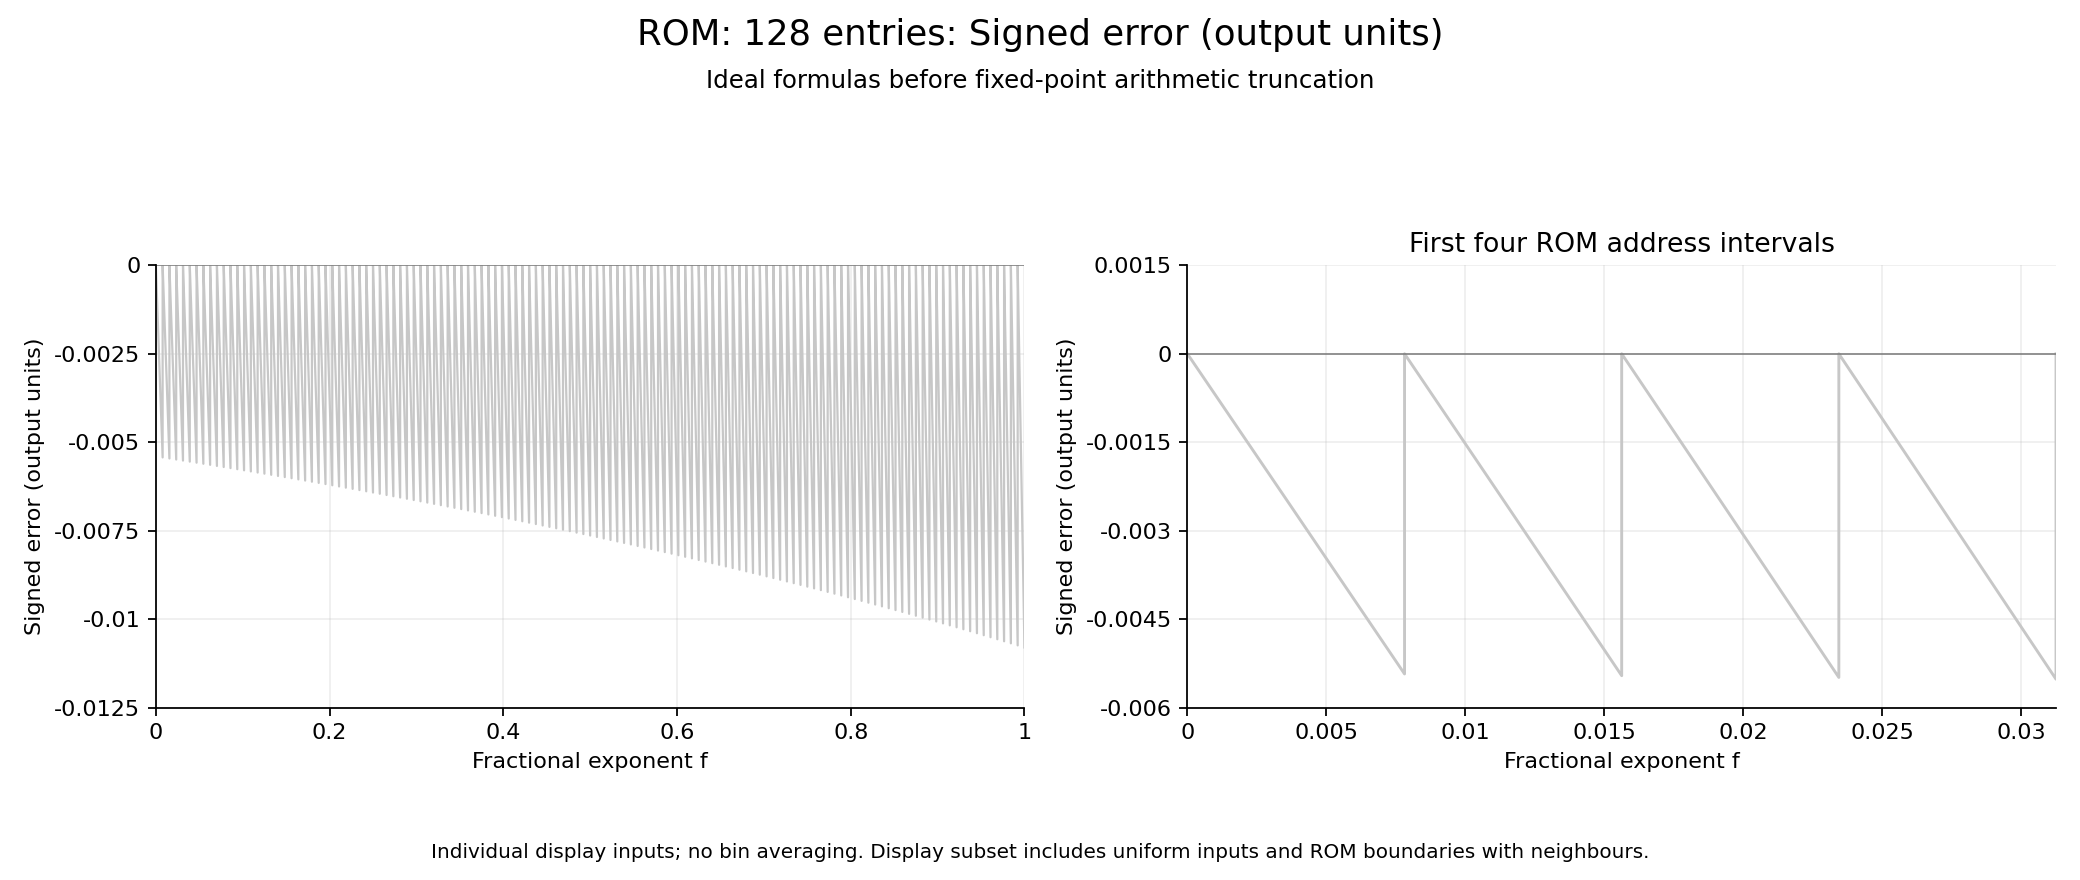 ROM: 128 entries: Signed error (output units)
Ideal formulas before fixed-point arithmetic truncation
Signed error (output units)
0
-0.0025
-0.005
-0.0075
-0.01
-0.0125
0 0.2 0.4 0.6 0.8 1
Fractional exponent f
First four ROM address intervals
Signed error (output units)
0.0015
0
-0.0015
-0.003
-0.0045
-0.006
0 0.005 0.01 0.015 0.02 0.025 0.03
Fractional exponent f
Individual display inputs; no bin averaging. Display subset includes uniform inputs and ROM boundaries with neighbours.